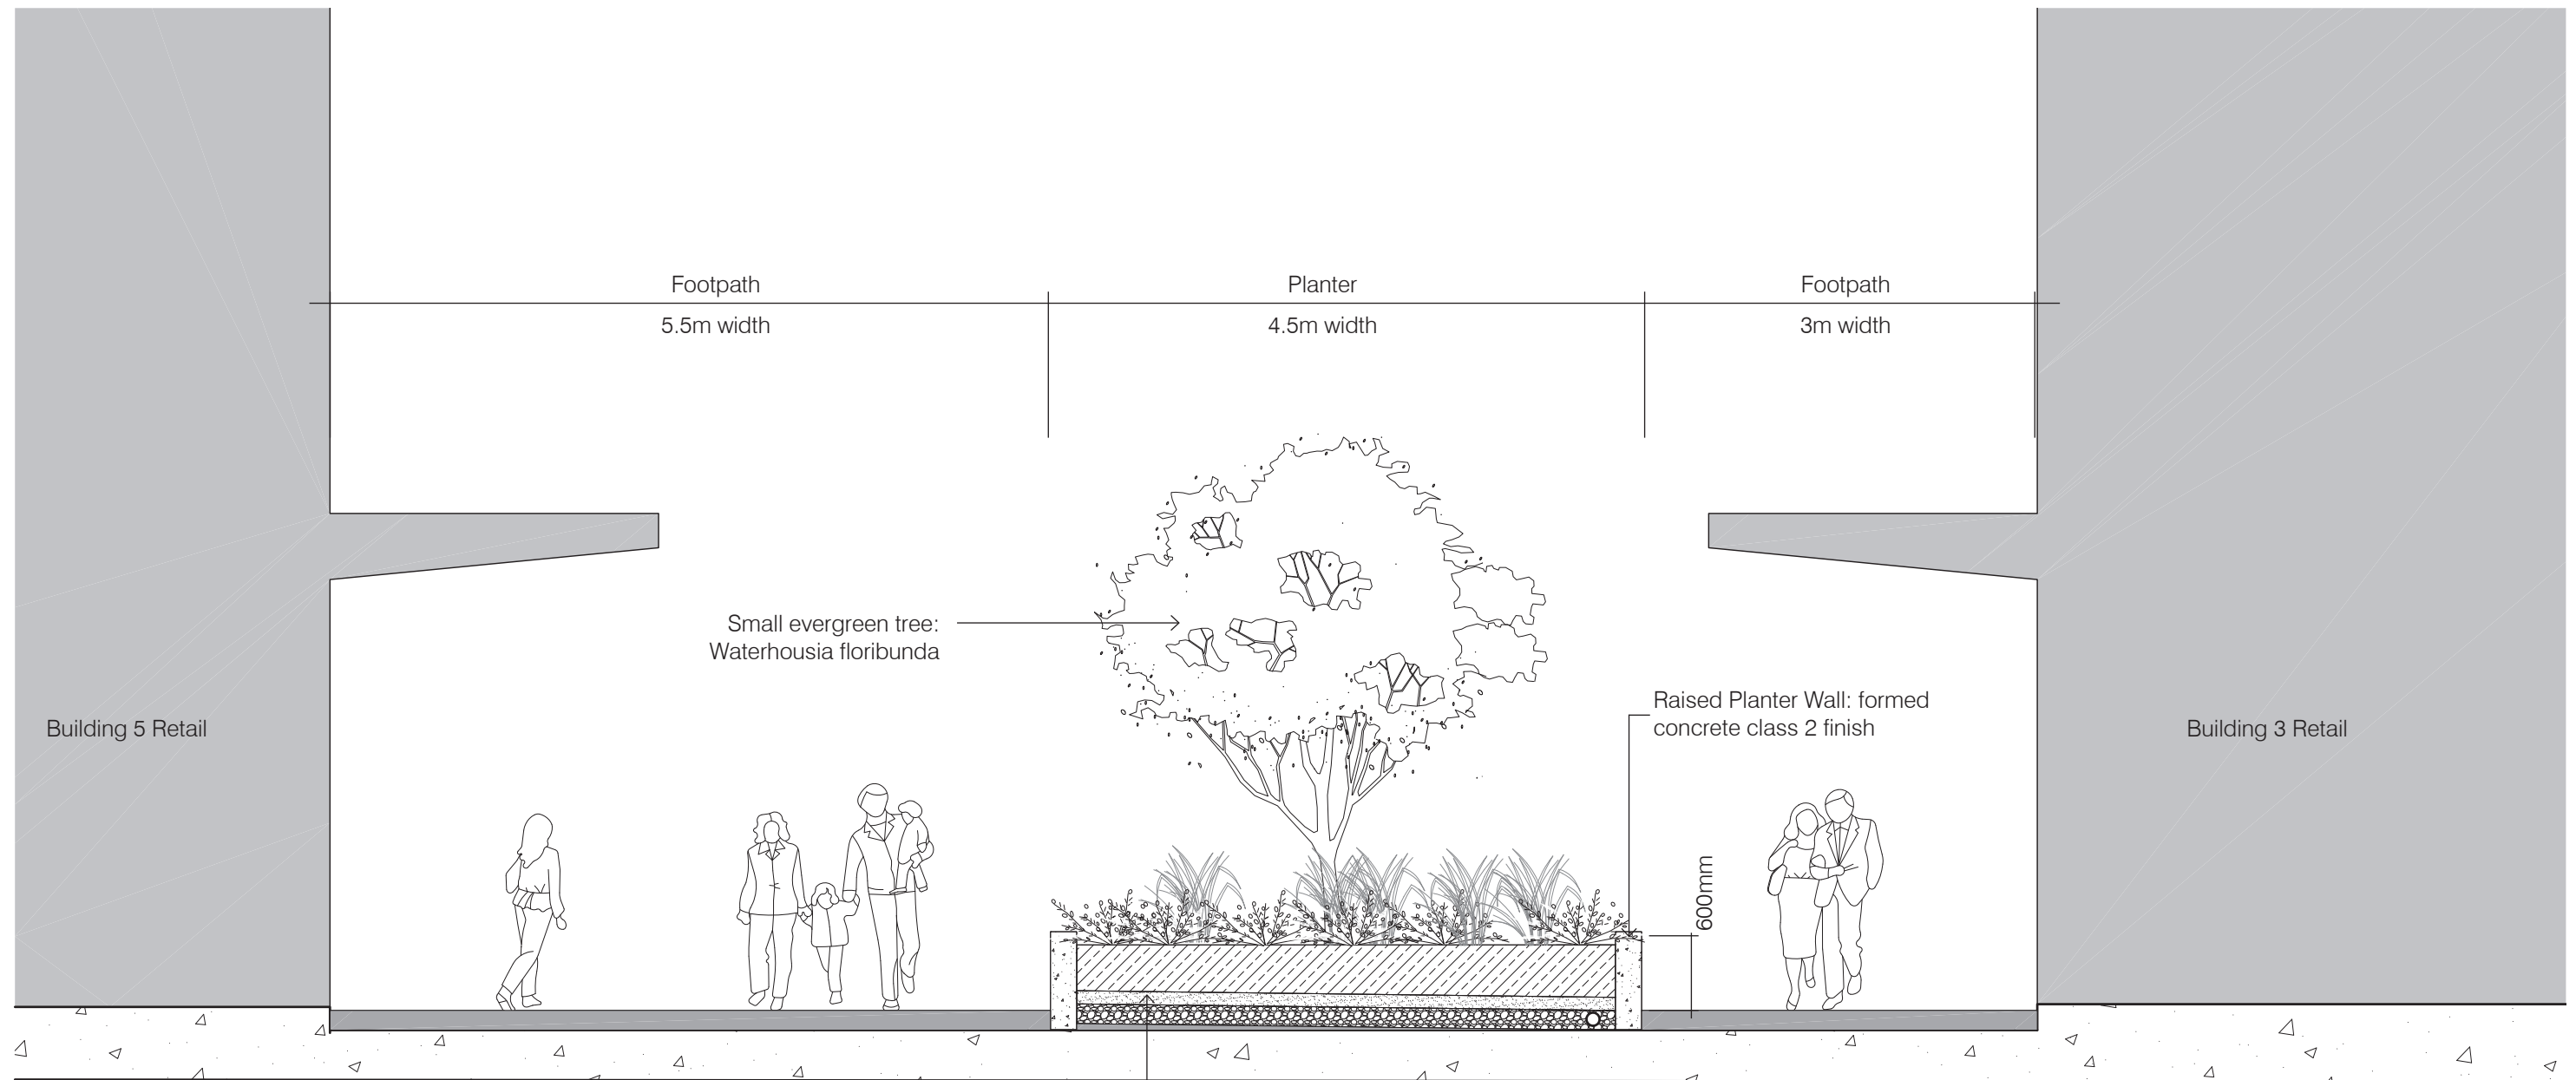 Footpath
5.5m width
Planter
4.5m width
Footpath
3m width
Small evergreen tree:
Waterhousia floribunda
Raised Planter Wall: formed
concrete class 2 finish
Building 5 Retail
Building 3 Retail
600mm